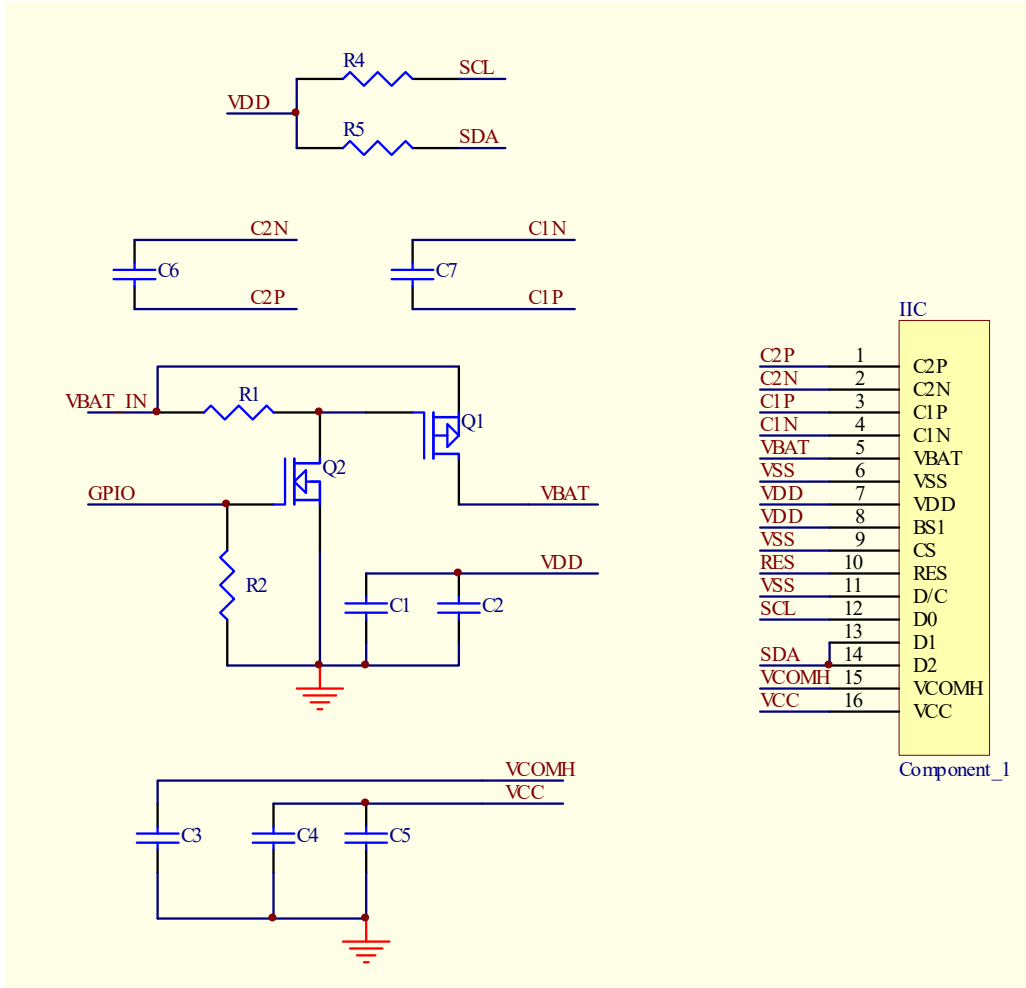 R4
SCL
VDD
R5
SDA
C2N
C1N
C6
C7
C2P
C1P
VBAT_IN
R1
Q1
Q2
GPIO
VBAT
R2
VDD
C1
C2
VCOMH
VCC
C3
C4
C5
IIC
C2P 1 C2P
C2N 2 C2N
C1P 3 C1P
C1N 4 C1N
VBAT 5 VBAT
VSS 6 VSS
VDD 7 VDD
VDD 8 BS1
VSS 9 CS
RES 10 RES
VSS 11 D/C
SCL 12 D0
13 D1
SDA 14 D2
VCOMH 15 VCOMH
VCC 16 VCC
Component_1